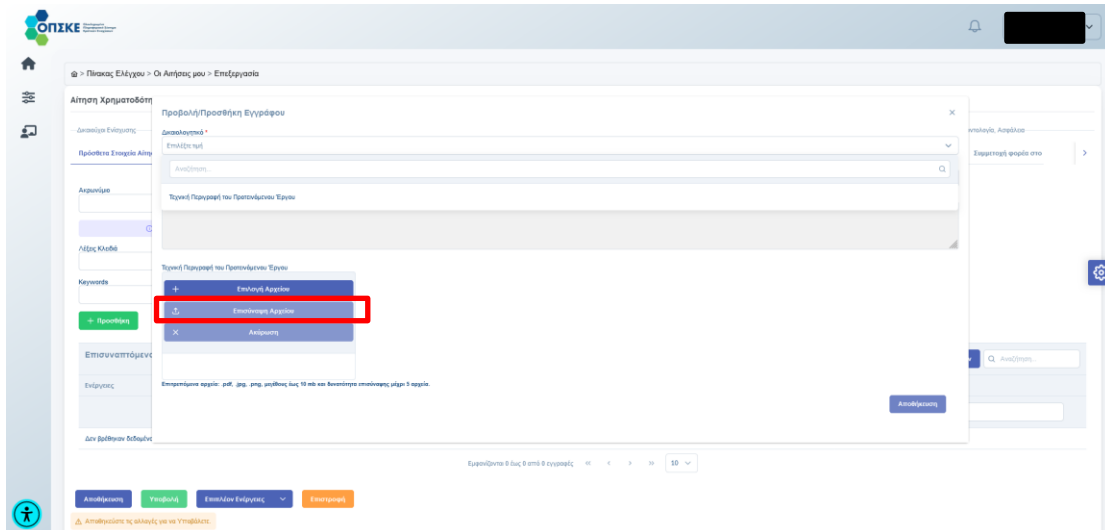 ΟΠΣΚΕ
> Πίνακας Ελέγχου > Οι Αιτήσεις μου > Επεξεργασία
Αίτηση Χρηματοδότη
Προβολή/Προσθήκη Εγγράφου
Δικαιούχοι Ενίσχυσης
Δικαιολογητικό *
οντολογία, Ασφάλεια
Πρόσθετα Στοιχεία Αίτη
Επιλέξτε τιμή
Συμμετοχή φορέα στο
Αναζήτηση...
Ακρωνύμιο
Τεχνική Περιγραφή του Προτεινόμενου Έργου
Λέξεις Κλειδιά
Τεχνική Περιγραφή του Προτεινόμενου Έργου
Keywords
+ Επιλογή Αρχείου
Επισύναψη Αρχείου
+ Προσθήκη
Ακύρωση
Επισυναπτόμενα
Αναζήτηση...
Ενέργειες
Επιτρεπόμενα αρχεία: .pdf, .jpg, .png, μεγέθους έως 10 mb και δυνατότητα επισύναψης μέχρι 5 αρχεία.
Αποθήκευση
Δεν βρέθηκαν δεδομένα
Εμφανίζονται 0 έως 0 από 0 εγγραφές
10
Αποθήκευση
Υποβολή
Επιπλέον Ενέργειες
Επιστροφή
Αποθηκεύστε τις αλλαγές για να Υποβάλετε.